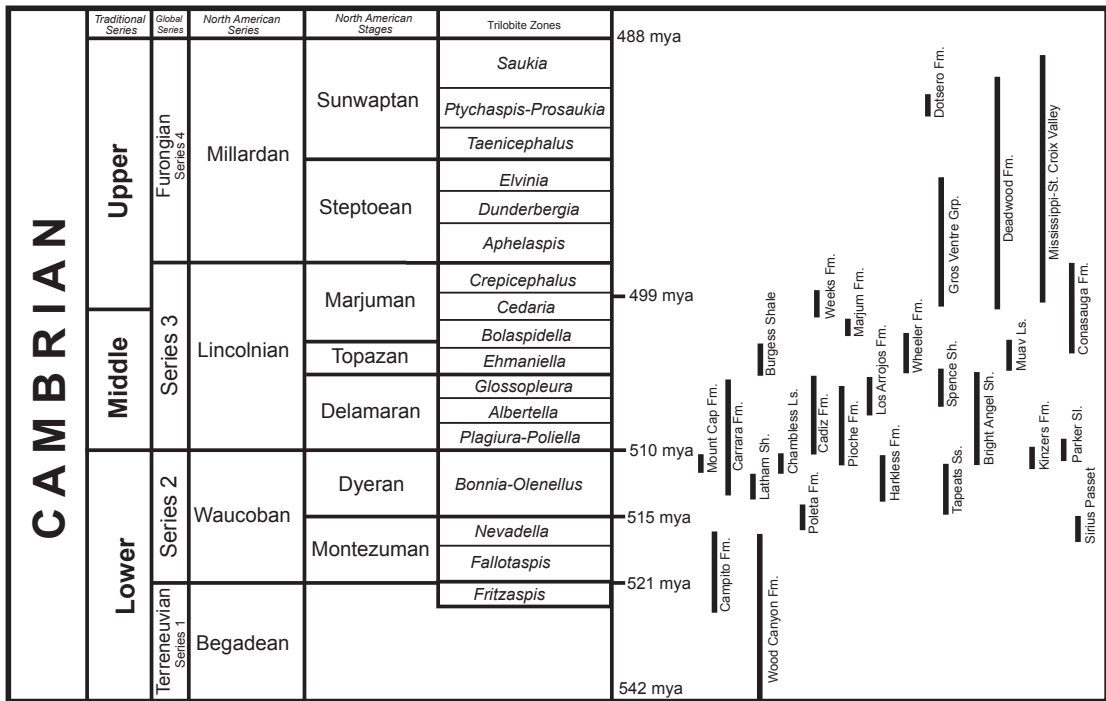 Traditional
Series
Global
Series
North American
Series
North American
Stages
Trilobite Zones
CAMBRIAN
Upper
Middle
Lower
Furongian
Series 4
Series 3
Series 2
Terreneuvian
Series 1
Millardan
Lincolnian
Waucoban
Begadean
Sunwaptan
Steptoean
Marjuman
Topazan
Delamaran
Dyeran
Montezuman
Saukia
Ptychaspis-Prosaukia
Taenicephalus
Elvinia
Dunderbergia
Aphelaspis
Crepicephalus
Cedaria
Bolaspidella
Ehmaniella
Glossopleura
Albertella
Plagiura-Poliella
Bonnia-Olenellus
Nevadella
Fallotaspis
Fritzaspis
488 mya
499 mya
510 mya
515 mya
521 mya
542 mya
Mount Cap Fm.
Campito Fm.
Carrara Fm.
Latham Sh.
Burgess Shale
Wood Canyon Fm.
Chambless Ls.
Poleta Fm.
Weeks Fm.
Cadiz Fm.
Marjum Fm.
Pioche Fm.
Los Arrojos Fm.
Harkless Fm.
Wheeler Fm.
Dotsero Fm.
Gros Ventre Grp.
Spence Sh.
Tapeats Ss.
Bright Angel Sh.
Deadwood Fm.
Muav Ls.
Kinzers Fm.
Mississippi-St. Croix Valley
Parker Sl.
Conasauga Fm.
Sirius Passet